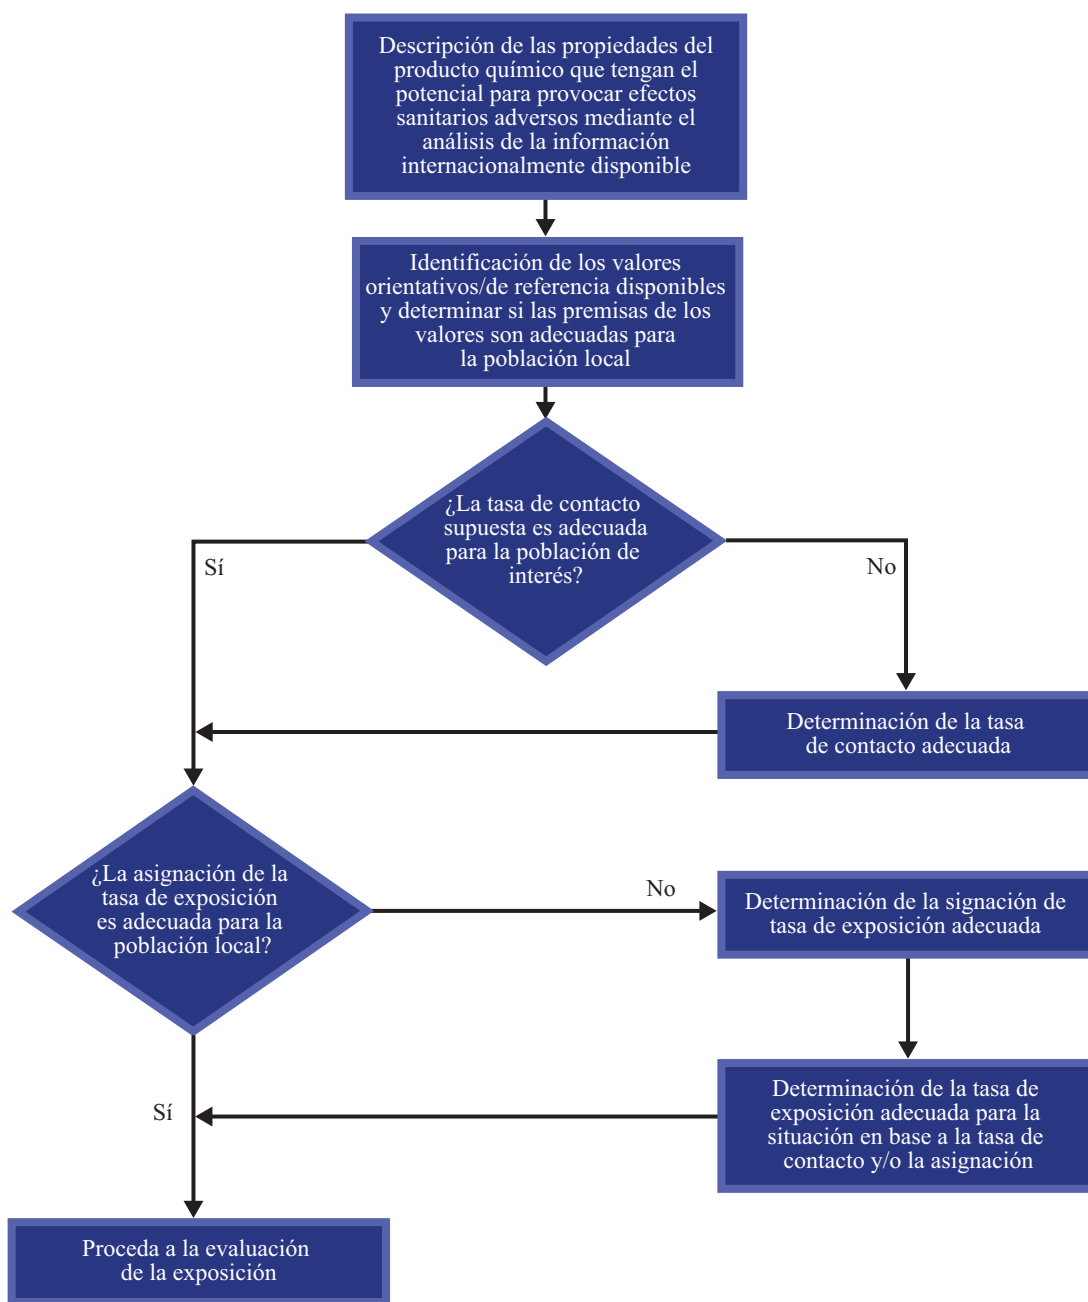 Descripción de las propiedades del
producto químico que tengan el
potencial para provocar efectos
sanitarios adversos mediante el
análisis de la información
internacionalmente disponible
Identificación de los valores
orientativos/de referencia disponibles
y determinar si las premisas de los
valores son adecuadas para
la población local
¿La tasa de contacto
supuesta es adecuada
para la población de
interés?
Sí
No
Determinación de la tasa
de contacto adecuada
¿La asignación de la
tasa de exposición
es adecuada para la
población local?
No
Determinación de la signación de
tasa de exposición adecuada
Determinación de la tasa de
exposición adecuada para la
situación en base a la tasa de
contacto y/o la asignación
Sí
Proceda a la evaluación
de la exposición